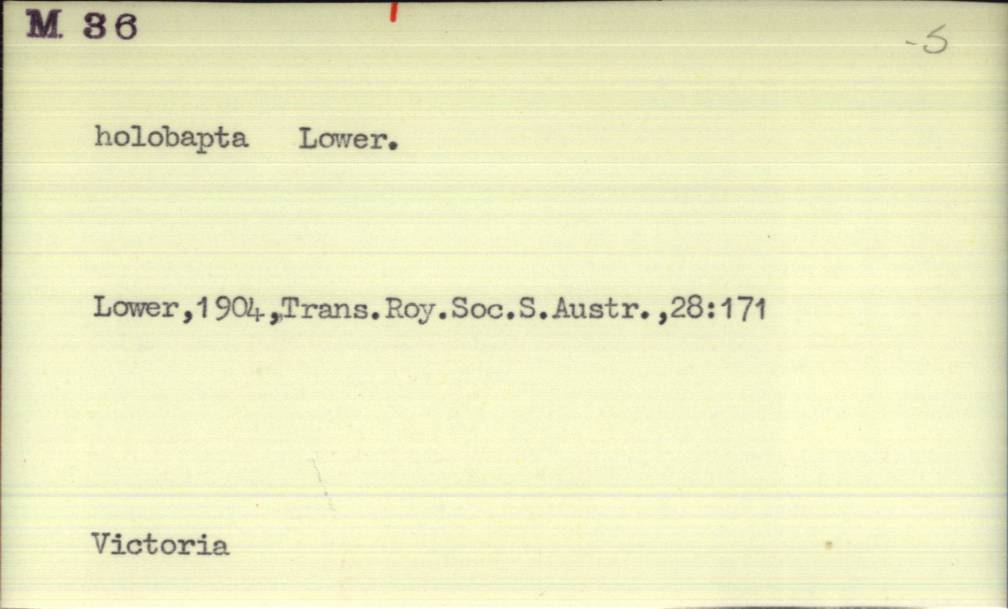 M. 36
-5
holobapta Lower.
Lower,1904,Trans.Roy.Soc.S.Austr.,28:171
Victoria